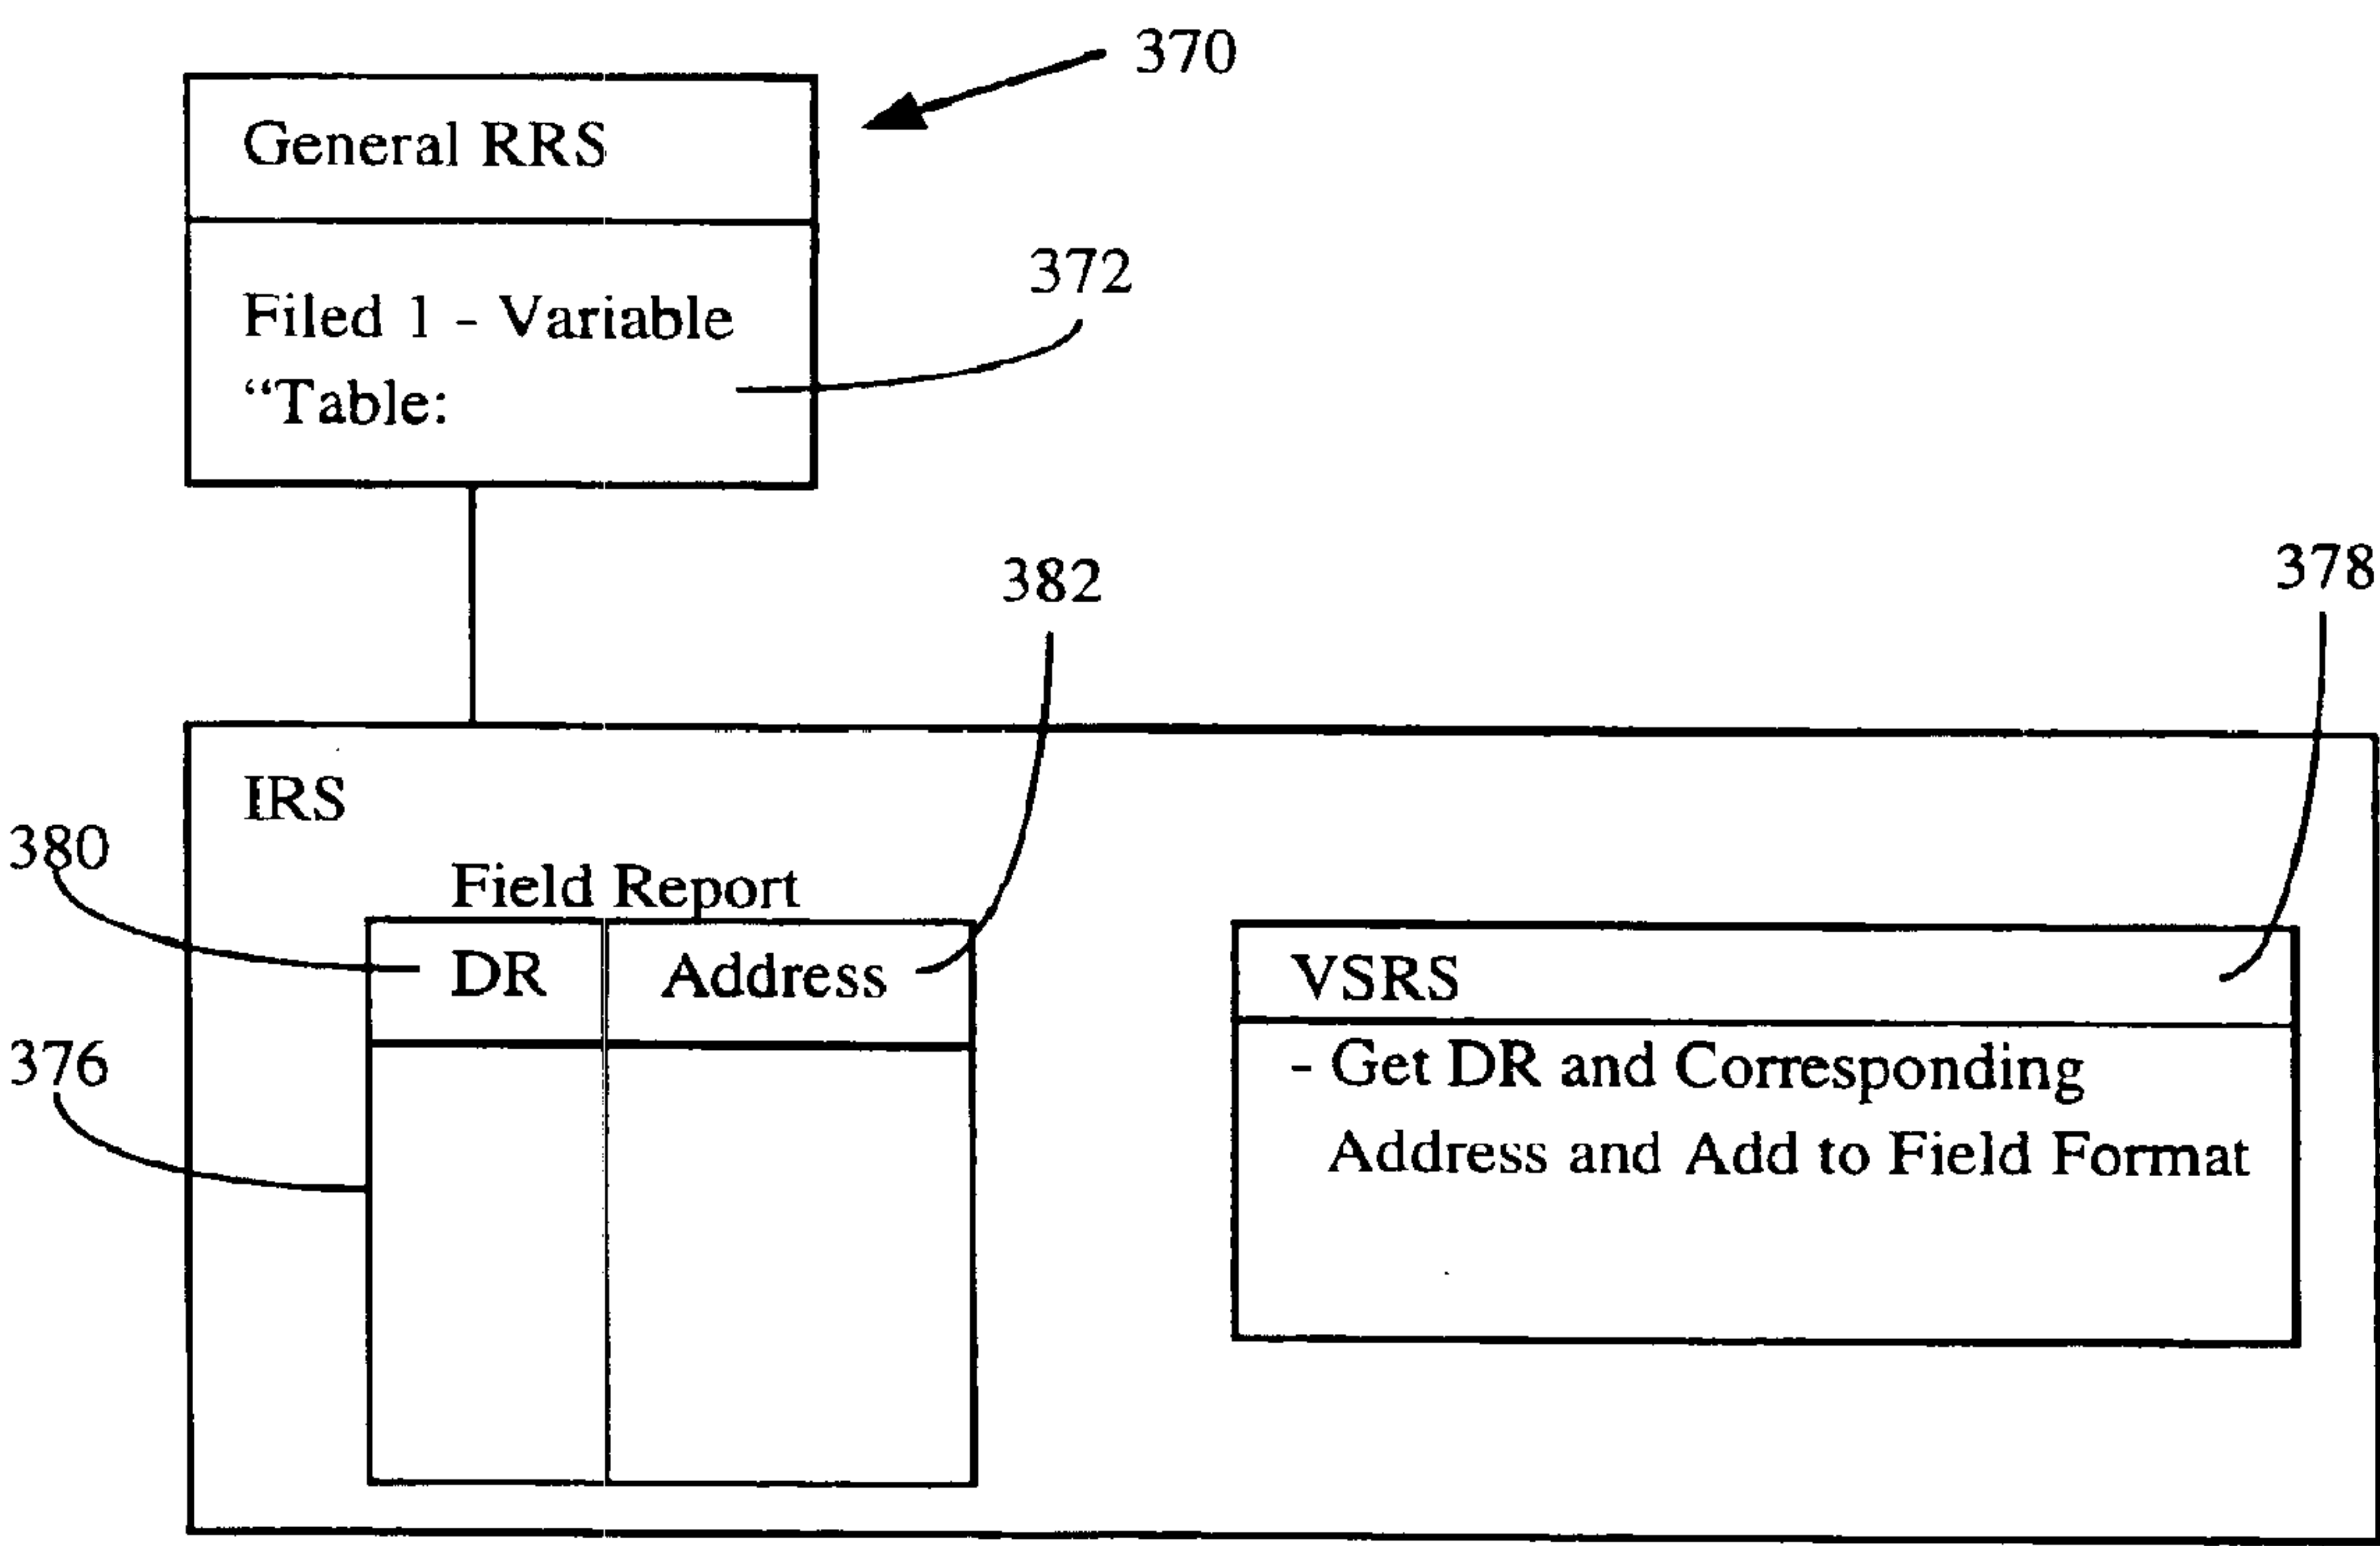 370
General RRS
372
Filed 1 - Variable
“Table:
382
378
IRS
380
Field Report
DR
Address
VSRS
376
- Get DR and Corresponding
Address and Add to Field Format